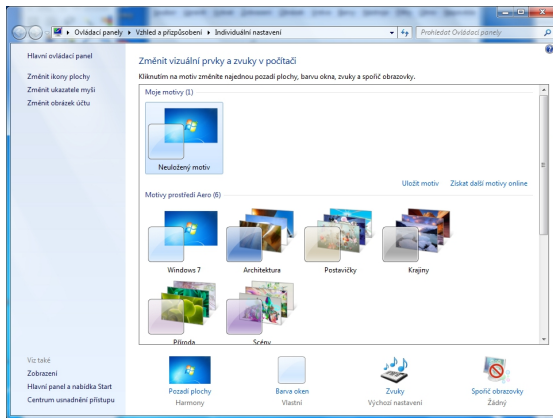 Ovládací panely ▸ Vzhled a přizpůsobení ▸ Individuální nastavení
Prohledat Ovládací panely
Hlavní ovládací panel
Změnit ikony plochy
Změnit ukazatele myši
Změnit obrázek účtu
Změnit vizuální prvky a zvuky v počítači
Kliknutím na motiv změníte najednou pozadí plochy, barvu okna, zvuky a spořič obrazovky.
Moje motivy (1)
Neuložený motiv
Uložit motiv Získat další motivy online
Motivy prostředí Aero (6)
Windows 7 Architektura Postavičky Krajiny
Příroda Scény
Viz také
Zobrazení
Hlavní panel a nabídka Start
Centrum usnadnění přístupu
Pozadí plochy Barva oken Zvuky Spořič obrazovky
Harmony Vlastní Výchozí nastavení Žádný